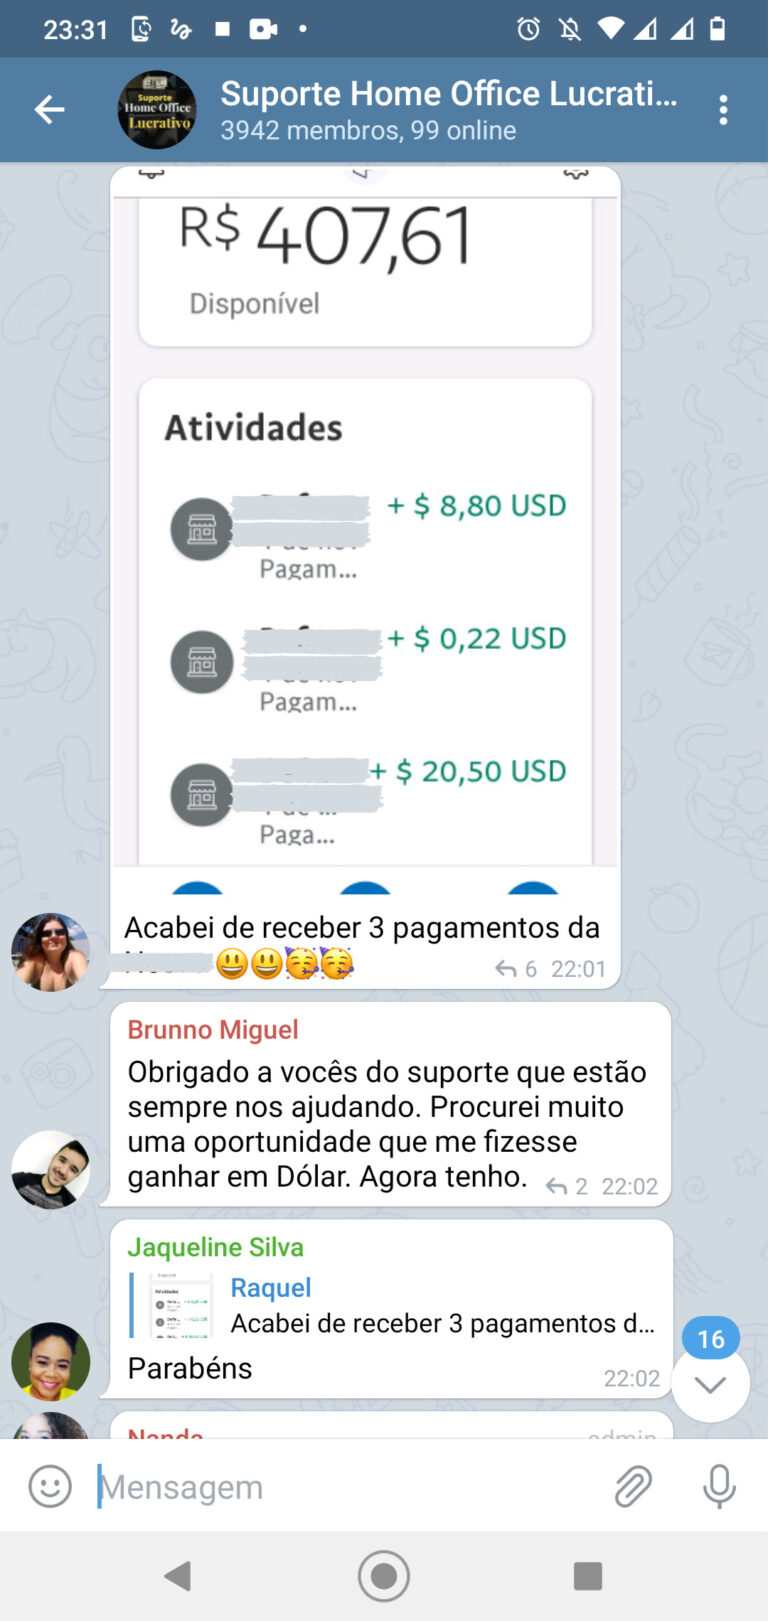 23:31
Suporte
Home Office
Lucrativo
Suporte Home Office Lucrati...
3942 membros, 99 online
R$ 407,61
Disponível
Atividades
+ $ 8,80 USD
Pagam...
+ $ 0,22 USD
Pagam...
+ $ 20,50 USD
Paga...
Acabei de receber 3 pagamentos da
😃😃🥳🥳 6 22:01
Brunno Miguel
Obrigado a vocês do suporte que estão
sempre nos ajudando. Procurei muito
uma oportunidade que me fizesse
ganhar em Dólar. Agora tenho. 2 22:02
Jaqueline Silva
Raquel
Acabei de receber 3 pagamentos d...
Parabéns 22:02
16
Nanda admin
Mensagem